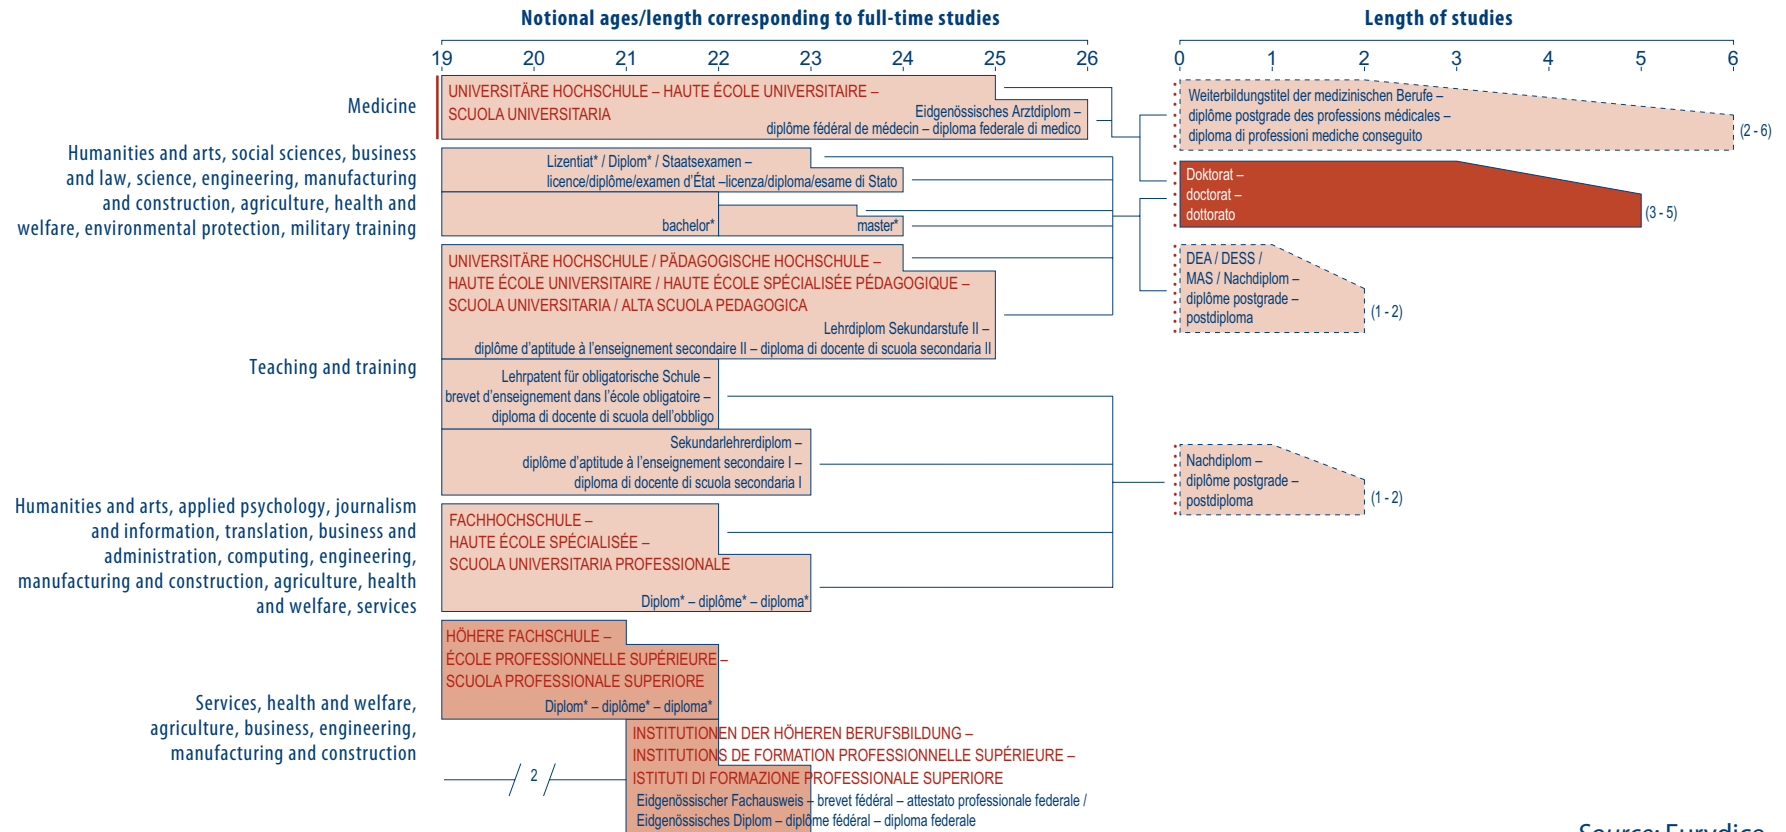 Notional ages/length corresponding to full-time studies
Length of studies
19 20 21 22 23 24 25 26
0 1 2 3 4 5 6
Medicine
UNIVERSITÄRE HOCHSCHULE – HAUTE ÉCOLE UNIVERSITAIRE –
SCUOLA UNIVERSITARIA
Eidgenössisches Arztdiplom –
diplôme fédéral de médecin – diploma federale di medico
Weiterbildungstitel der medizinischen Berufe –
diplôme postgrade des professions médicales –
diploma di professioni mediche conseguito
(2 - 6)
Humanities and arts, social sciences, business
and law, science, engineering, manufacturing
and construction, agriculture, health and
welfare, environmental protection, military training
Lizentiat* / Diplom* / Staatsexamen –
licence/diplôme/examen d'État –licenza/diploma/esame di Stato
bachelor*
master*
Doktorat –
doctorat –
dottorato
(3 - 5)
UNIVERSITÄRE HOCHSCHULE / PÄDAGOGISCHE HOCHSCHULE –
HAUTE ÉCOLE UNIVERSITAIRE / HAUTE ÉCOLE SPÉCIALISÉE PÉDAGOGIQUE –
SCUOLA UNIVERSITARIA / ALTA SCUOLA PEDAGOGICA
Lehrdiplom Sekundarstufe II –
diplôme d'aptitude à l'enseignement secondaire II – diploma di docente di scuola secondaria II
DEA / DESS /
MAS / Nachdiplom –
diplôme postgrade –
postdiploma
(1 - 2)
Teaching and training
Lehrpatent für obligatorische Schule –
brevet d'enseignement dans l'école obligatoire –
diploma di docente di scuola dell'obbligo
Sekundarlehrerdiplom –
diplôme d'aptitude à l'enseignement secondaire I –
diploma di docente di scuola secondaria I
Nachdiplom –
diplôme postgrade –
postdiploma
(1 - 2)
Humanities and arts, applied psychology, journalism
and information, translation, business and
administration, computing, engineering,
manufacturing and construction, agriculture, health
and welfare, services
FACHHOCHSCHULE –
HAUTE ÉCOLE SPÉCIALISÉE –
SCUOLA UNIVERSITARIA PROFESSIONALE
Diplom* – diplôme* – diploma*
HÖHERE FACHSCHULE –
ÉCOLE PROFESSIONNELLE SUPÉRIEURE –
SCUOLA PROFESSIONALE SUPERIORE
Diplom* – diplôme* – diploma*
Services, health and welfare,
agriculture, business, engineering,
manufacturing and construction
2
INSTITUTIONEN DER HÖHEREN BERUFSBILDUNG –
INSTITUTIONS DE FORMATION PROFESSIONNELLE SUPÉRIEURE –
ISTITUTI DI FORMAZIONE PROFESSIONALE SUPERIORE
Eidgenössischer Fachausweis – brevet fédéral – attestato professionale federale /
Eidgenössisches Diplom – diplôme fédéral – diploma federale
Source: Eurydice